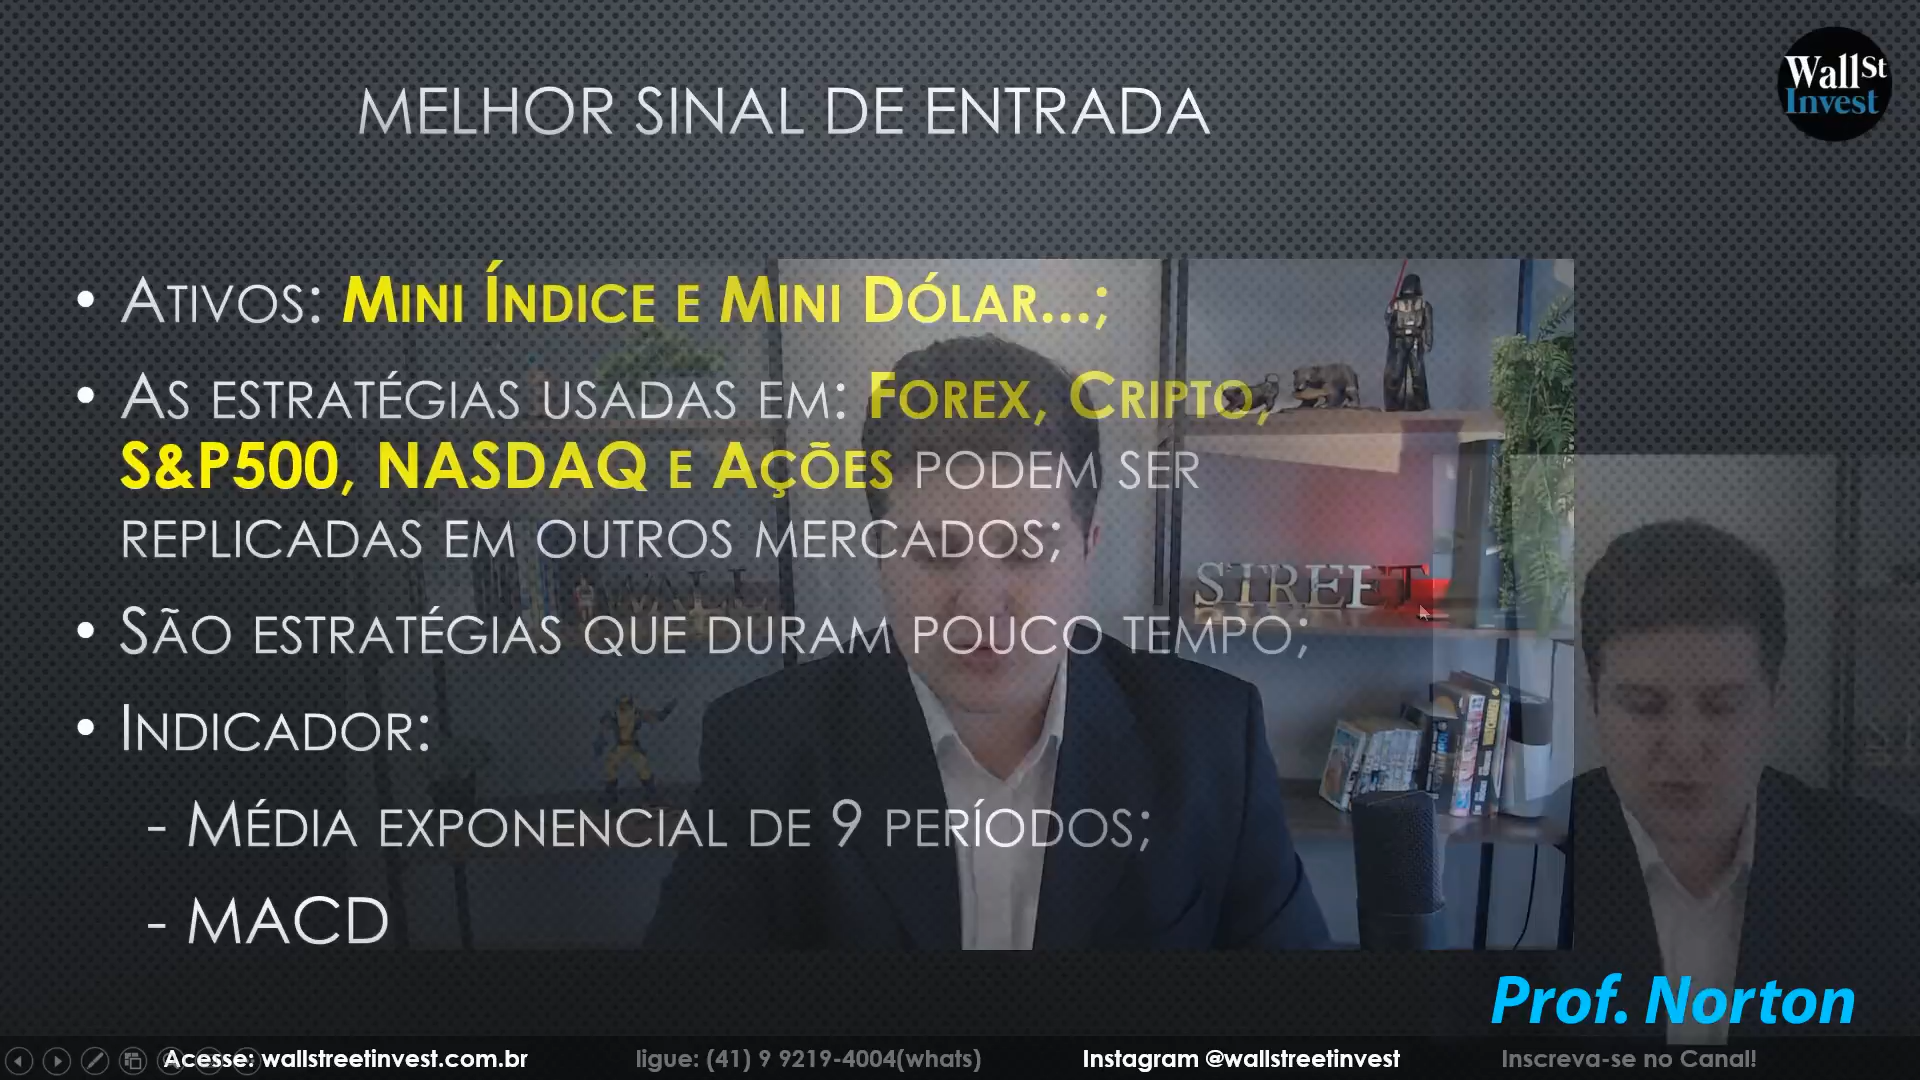 MELHOR SINAL DE ENTRADA
WallSt
Invest
• ATIVOS: MINI ÍNDICE E MINI DÓLAR...;
• AS ESTRATÉGIAS USADAS EM: FOREX, CRIPTO,
S&P500, NASDAQ E AÇÕES PODEM SER
REPLICADAS EM OUTROS MERCADOS;
WALL
STREET
• SÃO ESTRATÉGIAS QUE DURAM POUCO TEMPO;
• INDICADOR:
- MÉDIA EXPONENCIAL DE 9 PERÍODOS;
- MACD
Prof. Norton
Acesse: wallstreetinvest.com.br ligue: (41) 9 9219-4004(whats) Instagram @wallstreetinvest Inscreva-se no Canal!